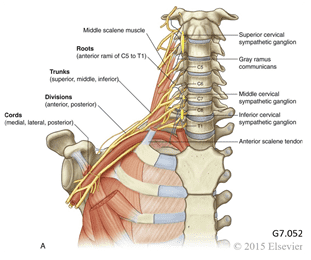 Middle scalene muscle
Roots
(anterior rami of C5 to T1)
Trunks
(superior, middle, inferior)
Divisions
(anterior, posterior)
Cords
(medial, lateral, posterior)
Superior cervical
sympathetic ganglion
Gray ramus
communicans
Middle cervical
sympathetic ganglion
Inferior cervical
sympathetic ganglion
Anterior scalene tendon
C5
C6
C7
C8
T1
A
G7.052
© 2015 Elsevier